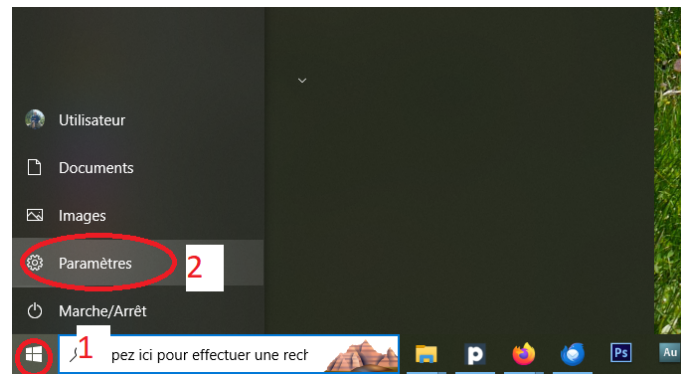 Utilisateur
Documents
Images
Paramètres
2
Marche/Arrêt
1 pez ici pour effectuer une rech
Ps
Au